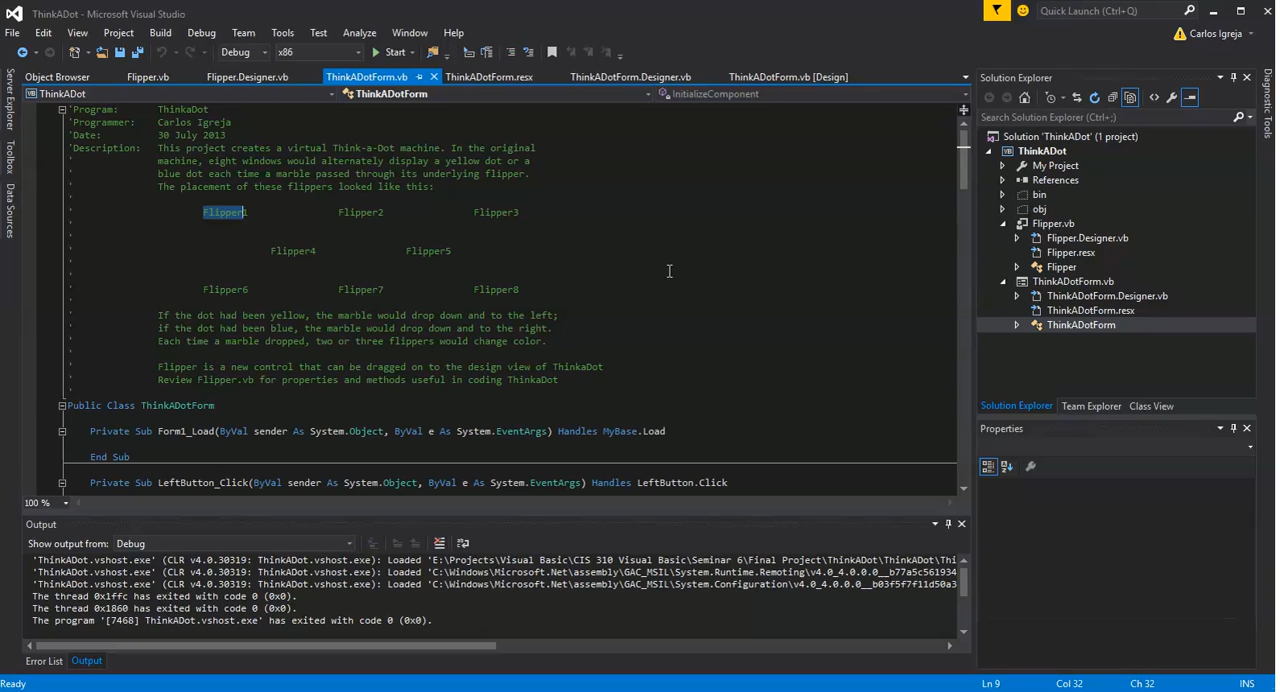 ThinkADot - Microsoft Visual Studio
Quick Launch (Ctrl+Q)
File Edit View Project Build Debug Team Tools Test Analyze Window Help
Carlos Igreja
Debug x86 Start
Object Browser Flipper.vb Flipper.Designer.vb ThinkADotForm.vb ThinkADotForm.resx ThinkADotForm.Designer.vb ThinkADotForm.vb [Design]
ThinkADot ThinkADotForm InitializeComponent
Server Explorer
Toolbox
Data Sources
'Program: ThinkaDot
'Programmer: Carlos Igreja
'Date: 30 July 2013
'Description: This project creates a virtual Think-a-Dot machine. In the original
' machine, eight windows would alternately display a yellow dot or a
' blue dot each time a marble passed through its underlying flipper.
' The placement of these flippers looked like this:
'
' Flipper1 Flipper2 Flipper3
'
'
' Flipper4 Flipper5
'
'
' Flipper6 Flipper7 Flipper8
'
' If the dot had been yellow, the marble would drop down and to the left;
' if the dot had been blue, the marble would drop down and to the right.
' Each time a marble dropped, two or three flippers would change color.
'
' Flipper is a new control that can be dragged on to the design view of ThinkaDot
' Review Flipper.vb for properties and methods useful in coding ThinkaDot
'
Public Class ThinkADotForm
Private Sub Form1_Load(ByVal sender As System.Object, ByVal e As System.EventArgs) Handles MyBase.Load
End Sub
Private Sub LeftButton_Click(ByVal sender As System.Object, ByVal e As System.EventArgs) Handles LeftButton.Click
100 %
Output
Show output from: Debug
'ThinkADot.vshost.exe' (CLR v4.0.30319: ThinkADot.vshost.exe): Loaded 'E:\Projects\Visual Basic\CIS 310 Visual Basic\Seminar 6\Final Project\ThinkADot\ThinkADot\Thi
'ThinkADot.vshost.exe' (CLR v4.0.30319: ThinkADot.vshost.exe): Loaded 'C:\Windows\Microsoft.Net\assembly\GAC_MSIL\System.Runtime.Remoting\v4.0_4.0.0.0__b77a5c561934
'ThinkADot.vshost.exe' (CLR v4.0.30319: ThinkADot.vshost.exe): Loaded 'C:\Windows\Microsoft.Net\assembly\GAC_MSIL\System.Configuration\v4.0_4.0.0.0__b03f5f7f11d50a3
The thread 0x1ffc has exited with code 0 (0x0).
The thread 0x1860 has exited with code 0 (0x0).
The program '[7468] ThinkADot.vshost.exe' has exited with code 0 (0x0).
Error List Output
Solution Explorer
Search Solution Explorer (Ctrl+;)
Solution 'ThinkADot' (1 project)
VB ThinkADot
My Project
References
bin
obj
Flipper.vb
Flipper.Designer.vb
Flipper.resx
Flipper
ThinkADotForm.vb
ThinkADotForm.Designer.vb
ThinkADotForm.resx
ThinkADotForm
Solution Explorer Team Explorer Class View
Properties
Diagnostic Tools
Ready Ln 9 Col 32 Ch 32 INS